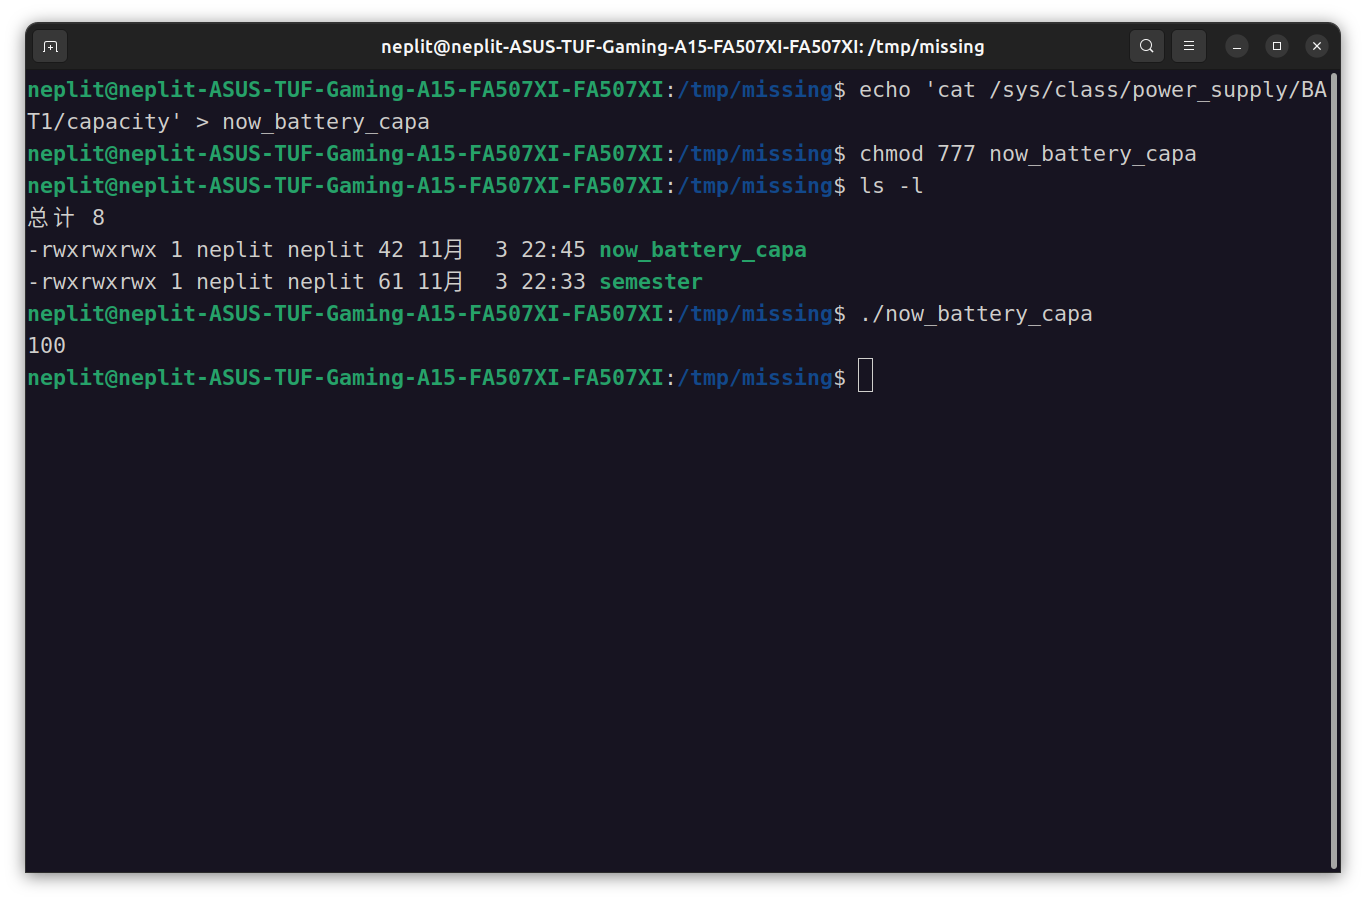 neplit@neplit-ASUS-TUF-Gaming-A15-FA507XI-FA507XI: /tmp/missing
neplit@neplit-ASUS-TUF-Gaming-A15-FA507XI-FA507XI:/tmp/missing$ echo 'cat /sys/class/power_supply/BA
T1/capacity' > now_battery_capa
neplit@neplit-ASUS-TUF-Gaming-A15-FA507XI-FA507XI:/tmp/missing$ chmod 777 now_battery_capa
neplit@neplit-ASUS-TUF-Gaming-A15-FA507XI-FA507XI:/tmp/missing$ ls -l
总计 8
-rwxrwxrwx 1 neplit neplit 42 11月  3 22:45 now_battery_capa
-rwxrwxrwx 1 neplit neplit 61 11月  3 22:33 semester
neplit@neplit-ASUS-TUF-Gaming-A15-FA507XI-FA507XI:/tmp/missing$ ./now_battery_capa
100
neplit@neplit-ASUS-TUF-Gaming-A15-FA507XI-FA507XI:/tmp/missing$